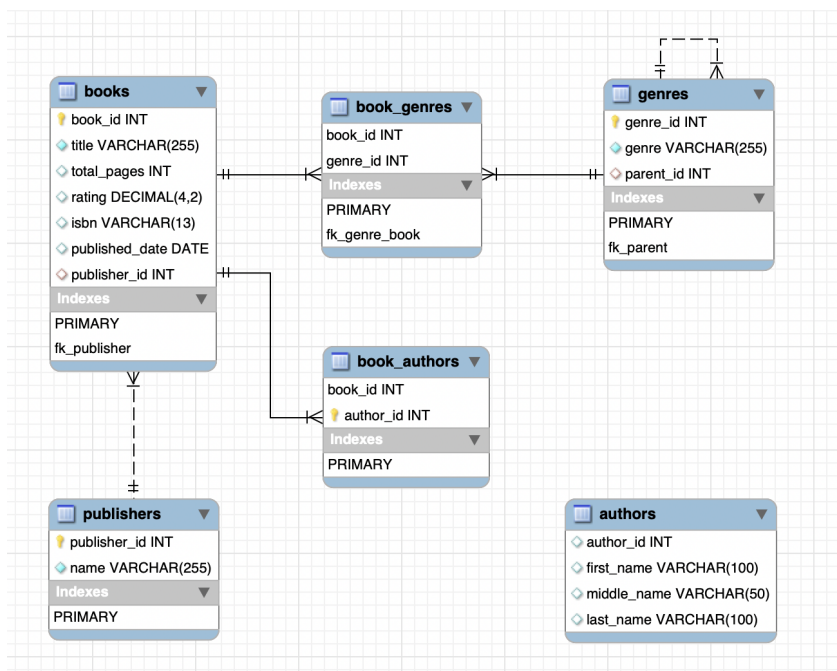 books
book_id INT
title VARCHAR(255)
total_pages INT
rating DECIMAL(4,2)
isbn VARCHAR(13)
published_date DATE
publisher_id INT
Indexes
PRIMARY
fk_publisher
book_genres
book_id INT
genre_id INT
Indexes
PRIMARY
fk_genre_book
genres
genre_id INT
genre VARCHAR(255)
parent_id INT
Indexes
PRIMARY
fk_parent
book_authors
book_id INT
author_id INT
Indexes
PRIMARY
publishers
publisher_id INT
name VARCHAR(255)
Indexes
PRIMARY
authors
author_id INT
first_name VARCHAR(100)
middle_name VARCHAR(50)
last_name VARCHAR(100)